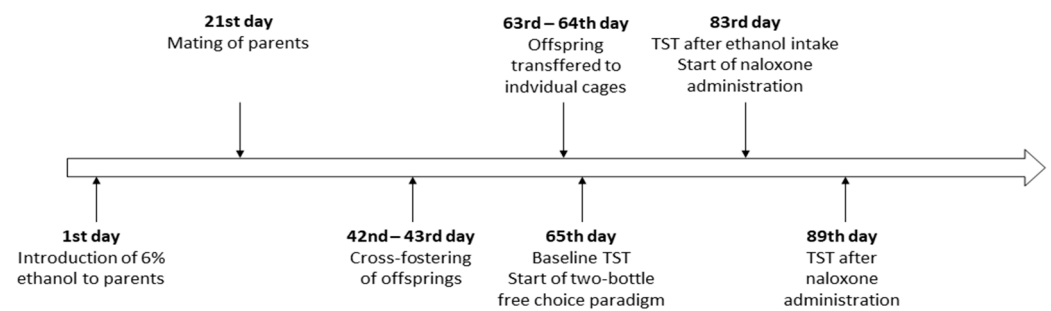 21st day
Mating of parents
63rd – 64th day
Offspring
transffered to
indvidual cages
83rd day
TST after ethanol intake
Start of naloxone
administration
1st day
Introduction of 6%
ethanol to parents
42nd – 43rd day
Cross-fostering
of offsprings
65th day
Baseline TST
Start of two-bottle
free choice paradigm
89th day
TST after
naloxone
administration